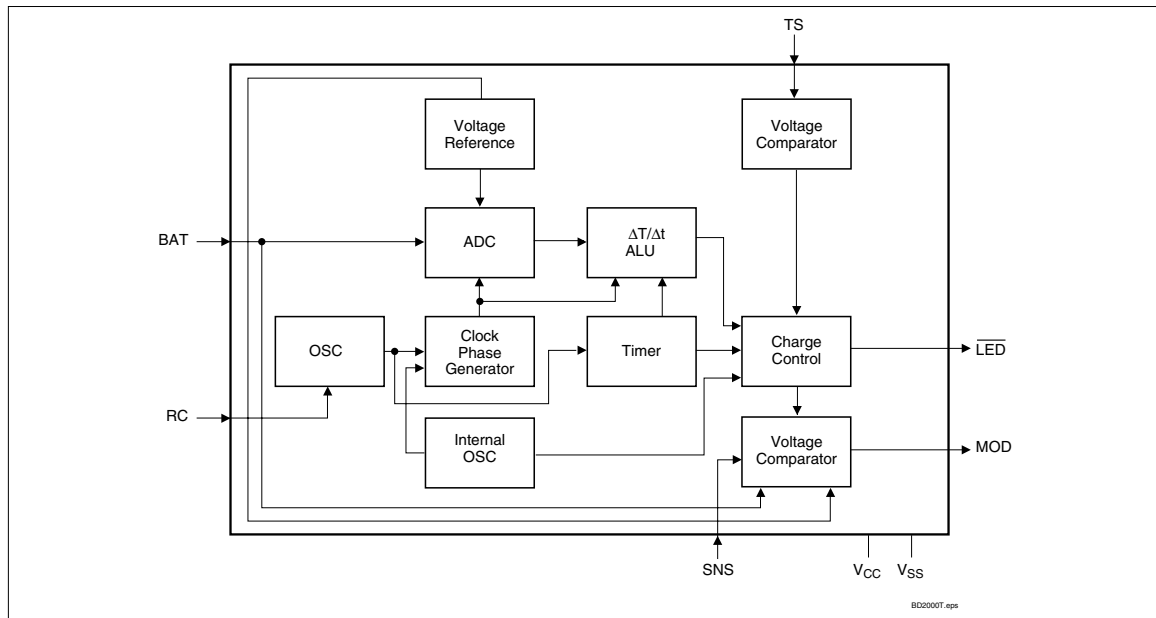 TS
Voltage
Reference
Voltage
Comparator
BAT
ADC
ΔT/Δt
ALU
OSC
Clock
Phase
Generator
Timer
Charge
Control
LED
RC
Internal
OSC
Voltage
Comparator
MOD
SNS
VCC
VSS
BD2000T.eps